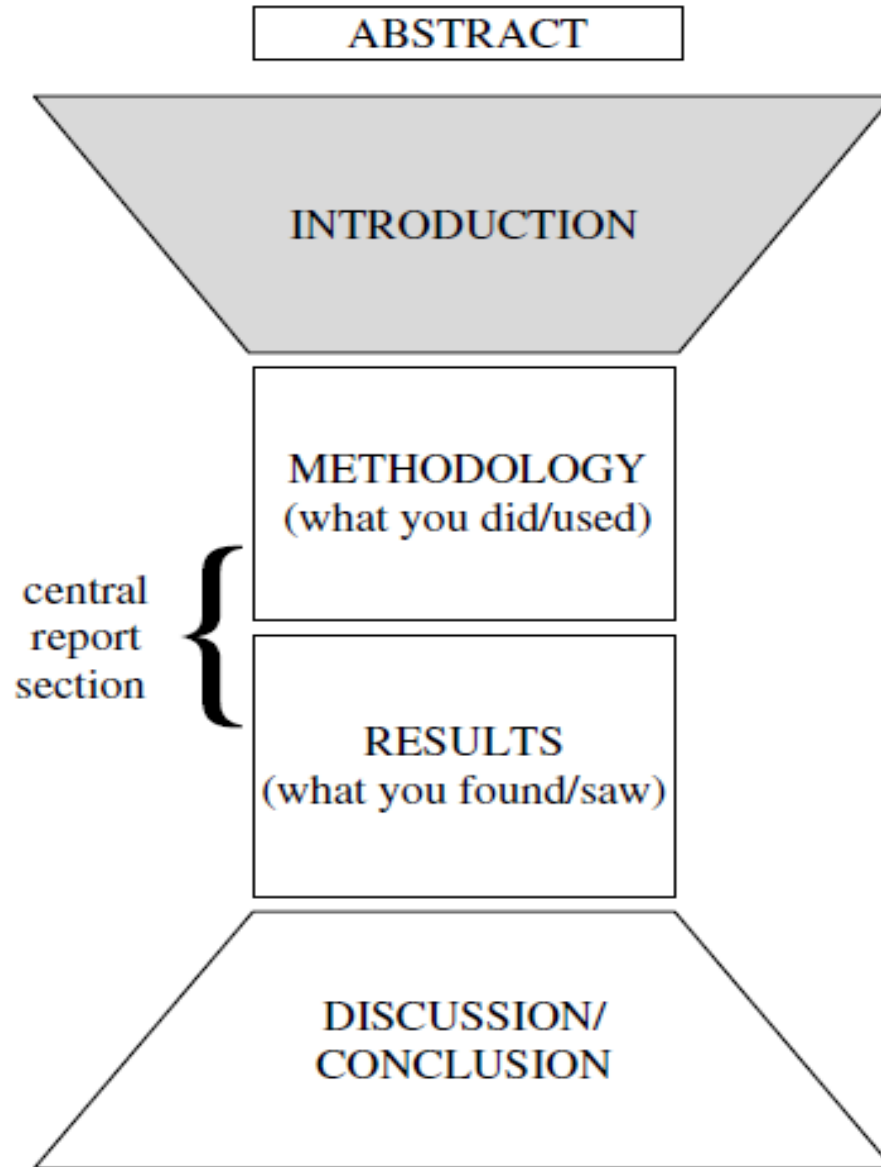 ABSTRACT
INTRODUCTION
METHODOLOGY
(what you did/used)
central
report
section
RESULTS
(what you found/saw)
DISCUSSION/
CONCLUSION